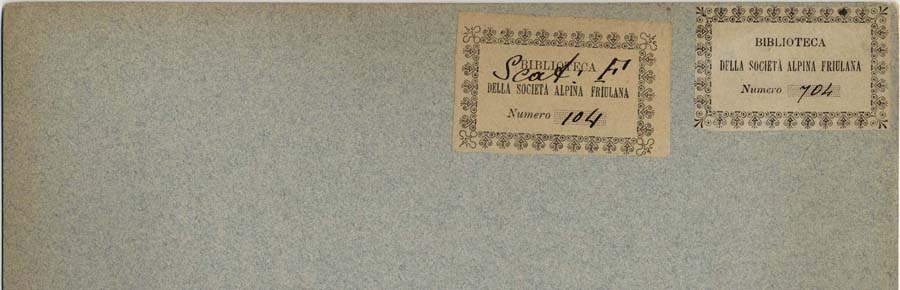 Scat. F
BIBLIOTECA
DELLA SOCIETÀ ALPINA FRIULANA
Numero 104
BIBLIOTECA
DELLA SOCIETÀ ALPINA FRIULANA
Numero 704